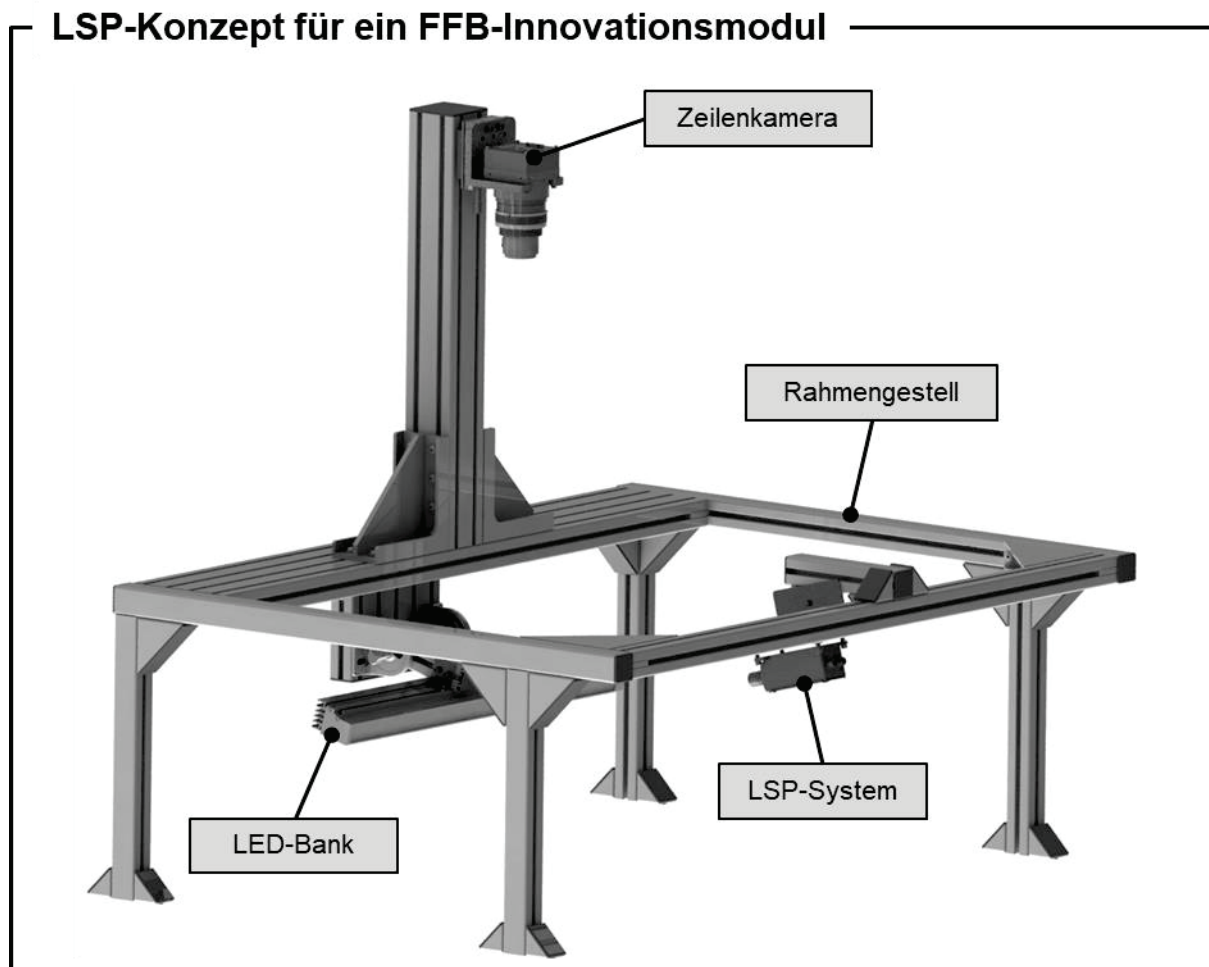 LSP-Konzept für ein FFB-Innovationsmodul
Zeilenkamera
Rahmengestell
LSP-System
LED-Bank